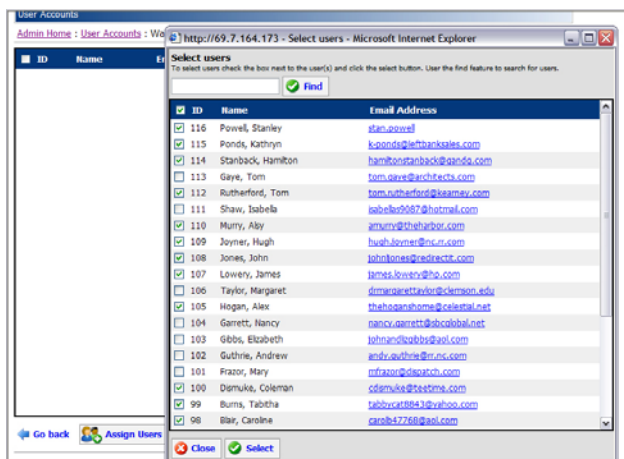 User Accounts
Admin Home : User Accounts : We
ID Name Em
http://69.7.164.173 - Select users - Microsoft Internet Explorer
Select users
To select users check the box next to the user(s) and click the select button. User the find feature to search for users.
Find
ID Name Email Address
116 Powell, Stanley stan.powell
115 Ponds, Kathryn k-ponds@leftbanksales.com
114 Stanback, Hamilton hamiltonstanback@gandg.com
113 Gaye, Tom tom.gaye@architects.com
112 Rutherford, Tom tom.rutherford@kearney.com
111 Shaw, Isabella isabellas9087@hotmail.com
110 Murry, Alsy amurry@theharbor.com
109 Joyner, Hugh hugh.joyner@nc.rr.com
108 Jones, John johnjones@redirectit.com
107 Lowery, James james.lowery@hp.com
106 Taylor, Margaret drmargarettaylor@clemson.edu
105 Hogan, Alex thehoganshome@celestial.net
104 Garrett, Nancy nancy.garrett@sbcglobal.net
103 Gibbs, Elizabeth johnandlizgibbs@aol.com
102 Guthrie, Andrew andy.guthrie@rr.nc.com
101 Frazor, Mary mfrazor@dispatch.com
100 Dismuke, Coleman cdismuke@teetime.com
99 Burns, Tabitha tabbycat8843@yahoo.com
98 Blair, Caroline carolb47768@aol.com
Go back Assign Users
Close Select